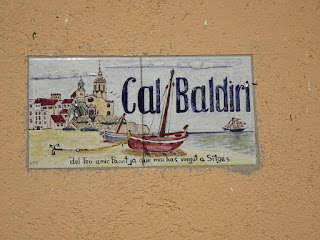 Cal Baldiri
del teu amic Pauet ja que mai has vingut a Sitges